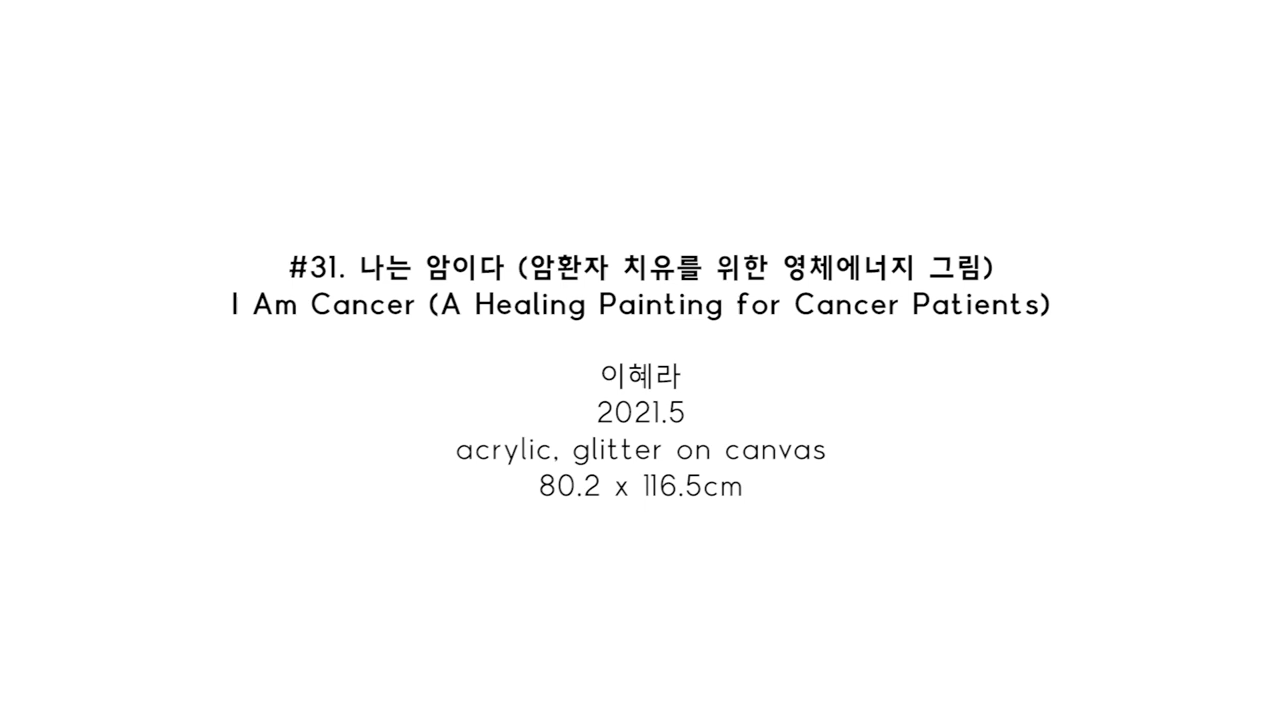 #31. 나는 암이다 (암환자 치유를 위한 영체에너지 그림)
I Am Cancer (A Healing Painting for Cancer Patients)
이혜라
2021.5
acrylic, glitter on canvas
80.2 x 116.5cm